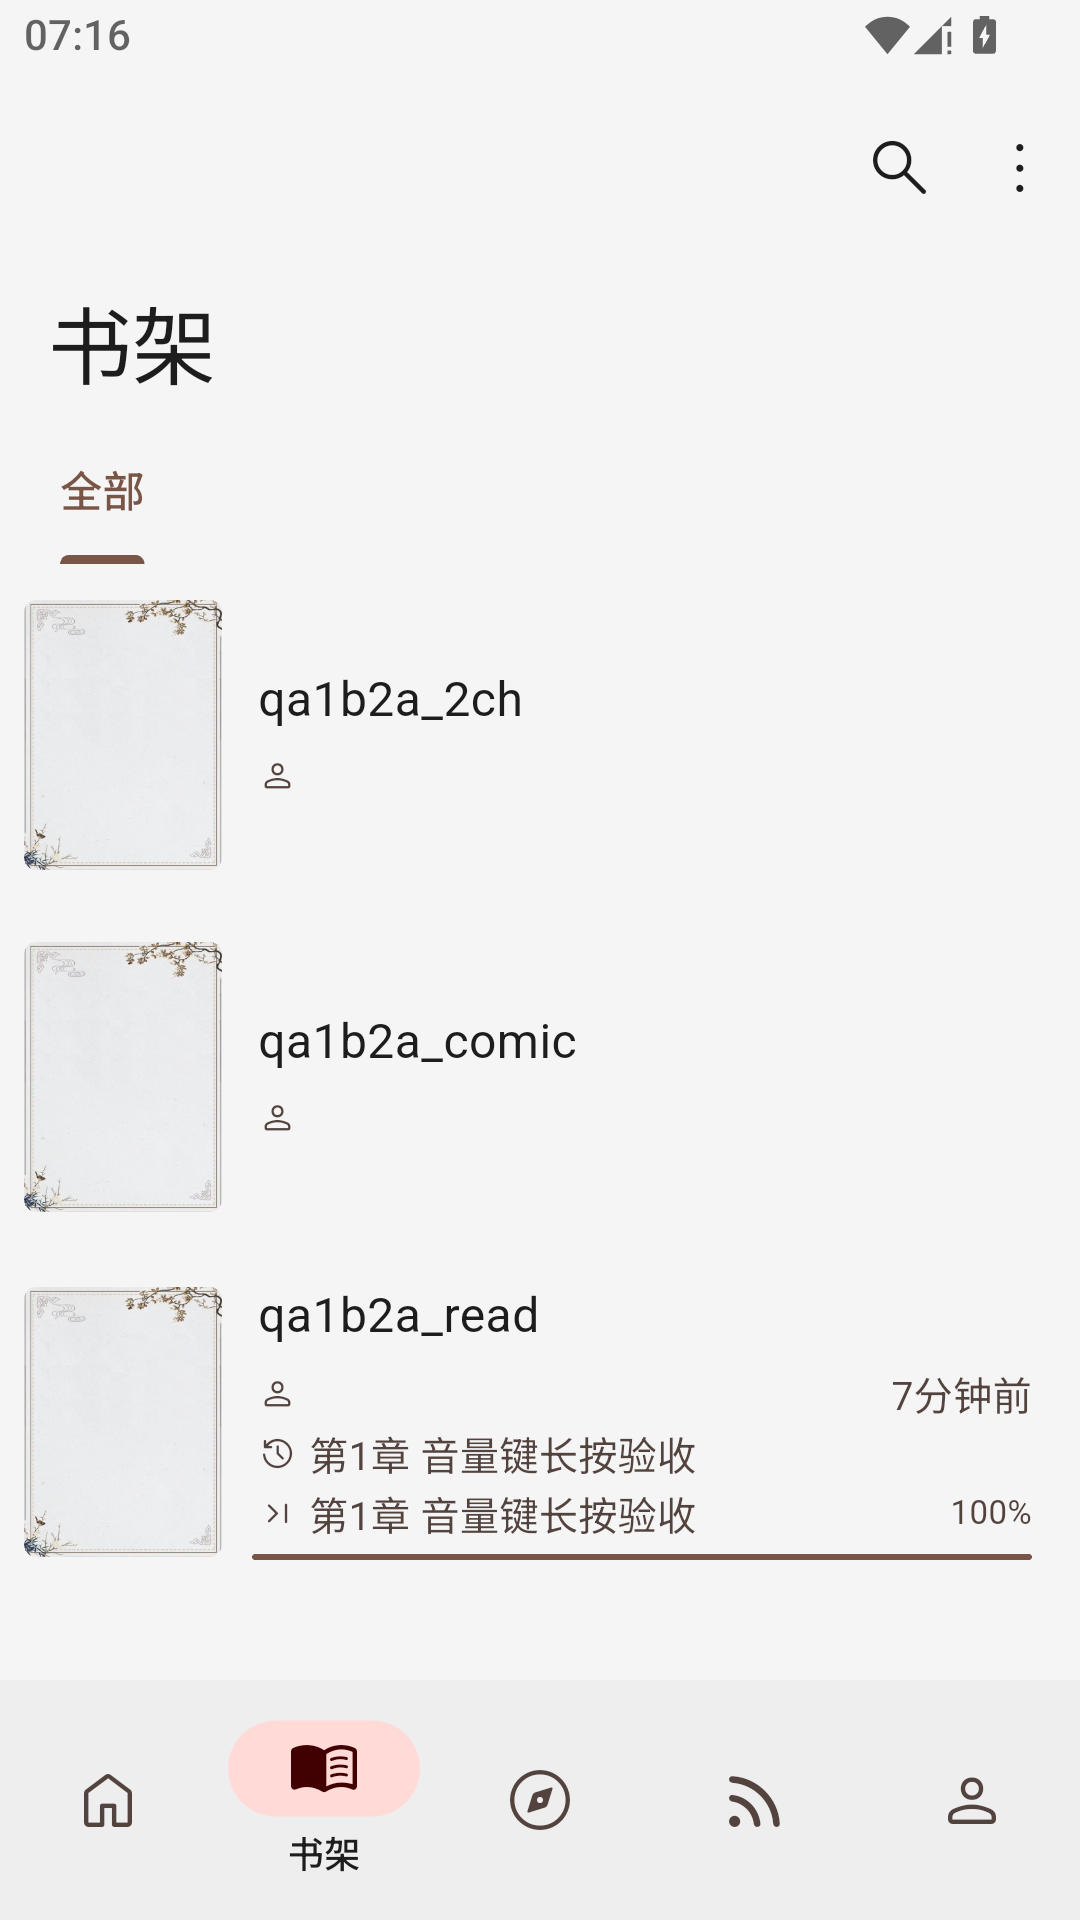 07:16
书架
全部
qa1b2a_2ch
qa1b2a_comic
qa1b2a_read
7分钟前
第1章 音量键长按验收
第1章 音量键长按验收 100%
书架